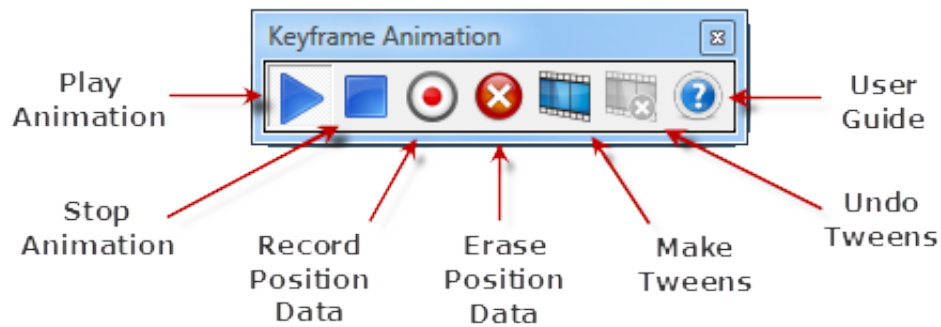 Keyframe Animation
Play
Animation
Stop
Animation
Record
Position
Data
Erase
Position
Data
Make
Tweens
Undo
Tweens
User
Guide